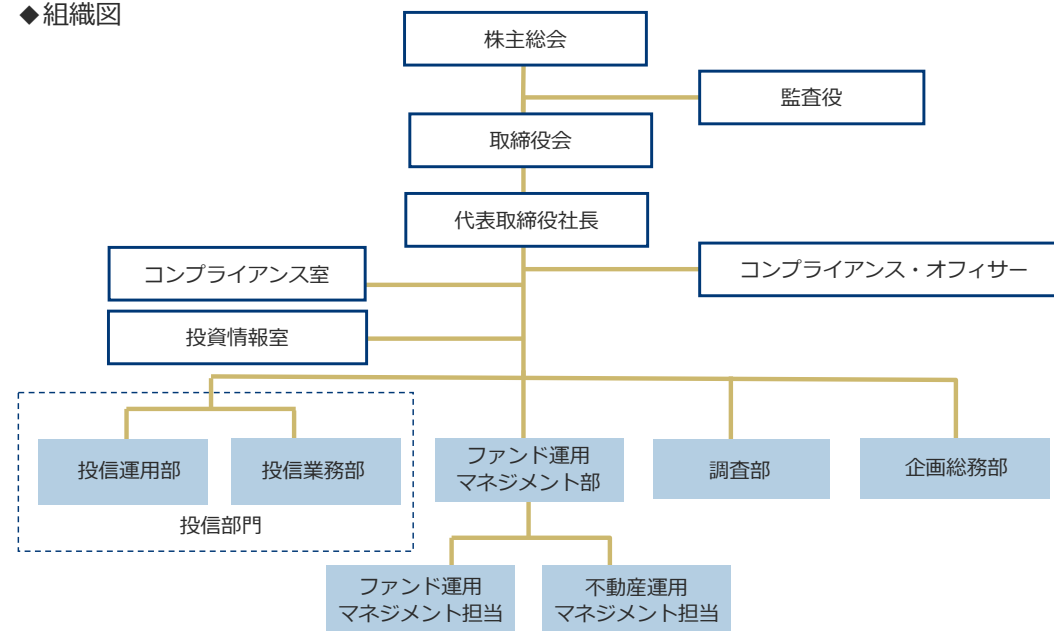 ◆組織図
株主総会
監査役
取締役会
代表取締役社長
コンプライアンス・オフィサー
コンプライアンス室
投資情報室
投信運用部
投信業務部
ファンド運用
マネジメント部
調査部
企画総務部
投信部門
ファンド運用
マネジメント担当
不動産運用
マネジメント担当